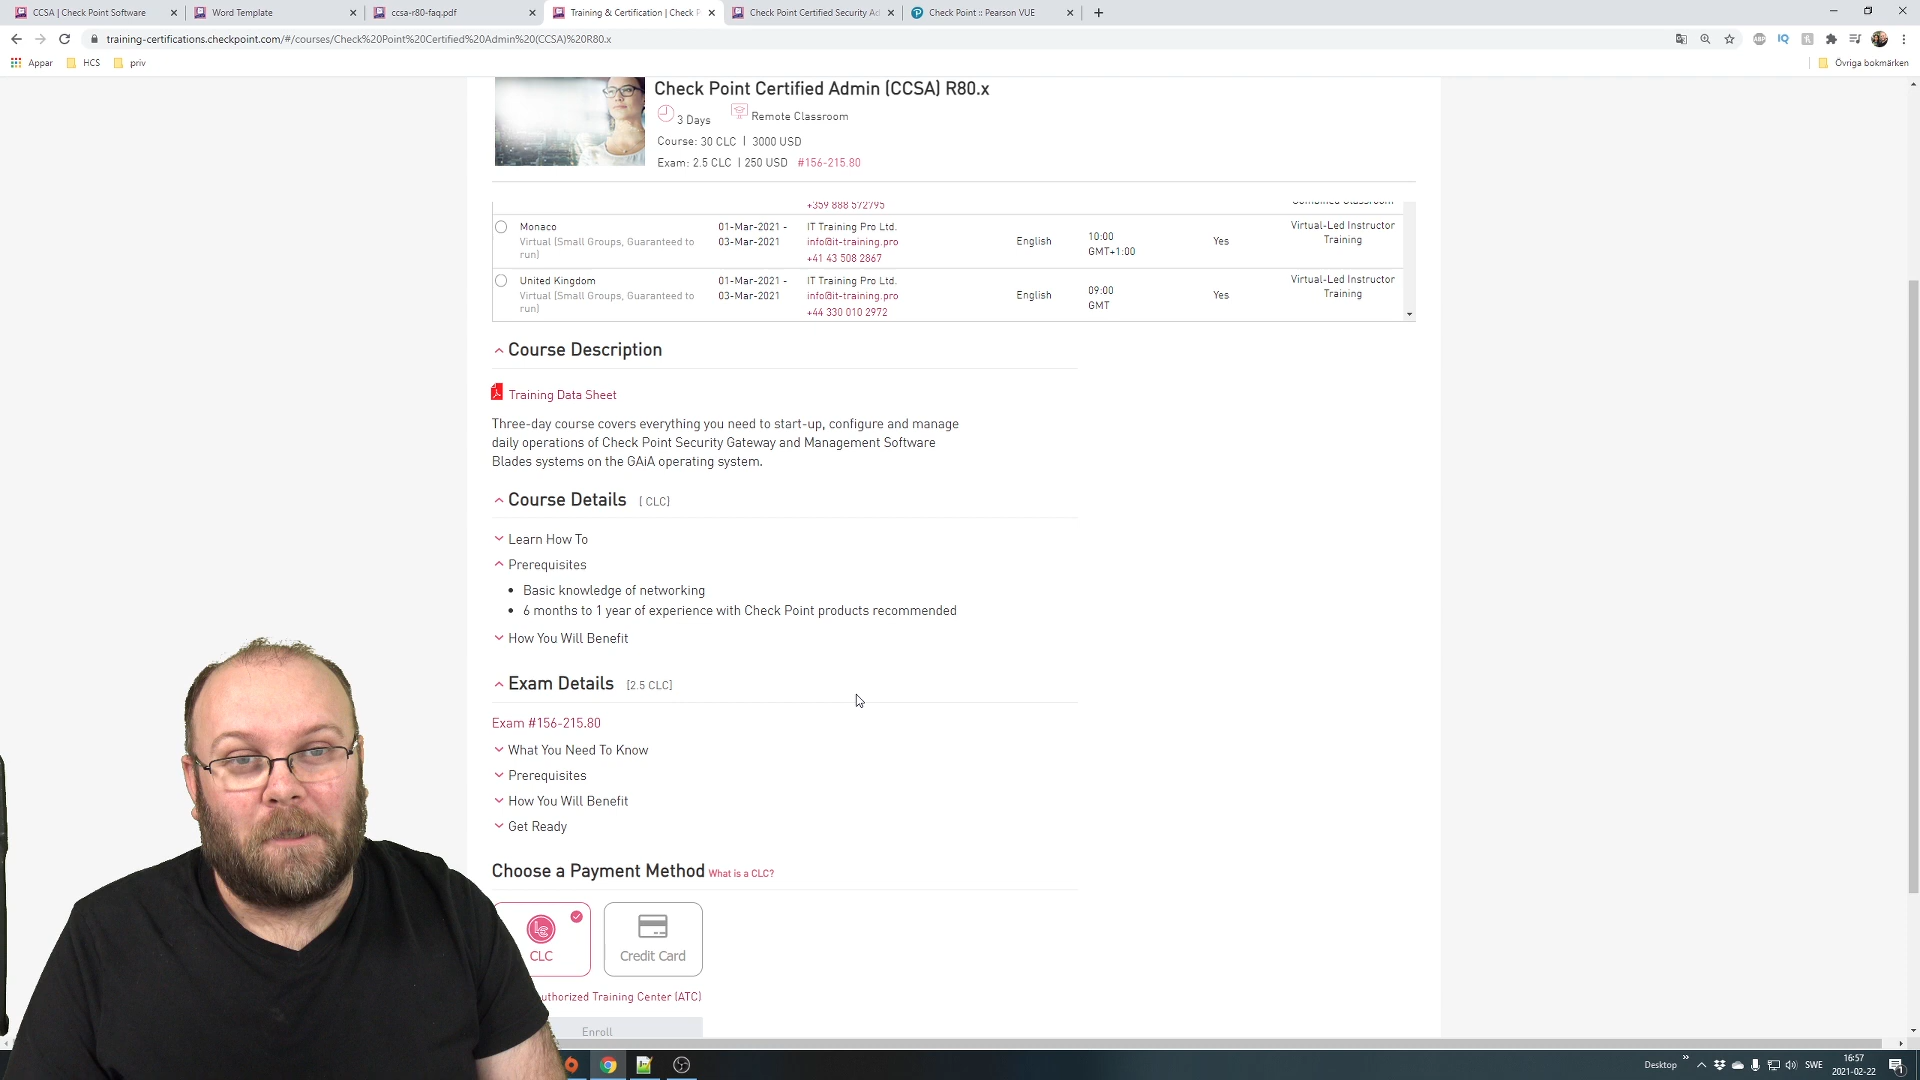 CCSA | Check Point Software
Word Template
ccsa-r80-faq.pdf
Training & Certification | Check P
Check Point Certified Security Ad
Check Point :: Pearson VUE
training-certifications.checkpoint.com/#/courses/Check%20Point%20Certified%20Admin%20(CCSA)%20R80.x
Appar
HCS
priv
Övriga bokmärken
Check Point Certified Admin (CCSA) R80.x
3 Days
Remote Classroom
Course: 30 CLC | 3000 USD
Exam: 2.5 CLC | 250 USD #156-215.80
+359 888 572795
Combined Classroom
Monaco
Virtual (Small Groups, Guaranteed to
run)
01-Mar-2021 -
03-Mar-2021
IT Training Pro Ltd.
info@it-training.pro
+41 43 508 2867
English
10:00
GMT+1:00
Yes
Virtual-Led Instructor
Training
United Kingdom
Virtual (Small Groups, Guaranteed to
run)
01-Mar-2021 -
03-Mar-2021
IT Training Pro Ltd.
info@it-training.pro
+44 330 010 2972
English
09:00
GMT
Yes
Virtual-Led Instructor
Training
Course Description
Training Data Sheet
Three-day course covers everything you need to start-up, configure and manage
daily operations of Check Point Security Gateway and Management Software
Blades systems on the GAiA operating system.
Course Details [ CLC]
Learn How To
Prerequisites
• Basic knowledge of networking
• 6 months to 1 year of experience with Check Point products recommended
How You Will Benefit
Exam Details [2.5 CLC]
Exam #156-215.80
What You Need To Know
Prerequisites
How You Will Benefit
Get Ready
Choose a Payment Method What is a CLC?
CLC
Credit Card
uthorized Training Center (ATC)
Enroll
Desktop
SWE
16:57
2021-02-22